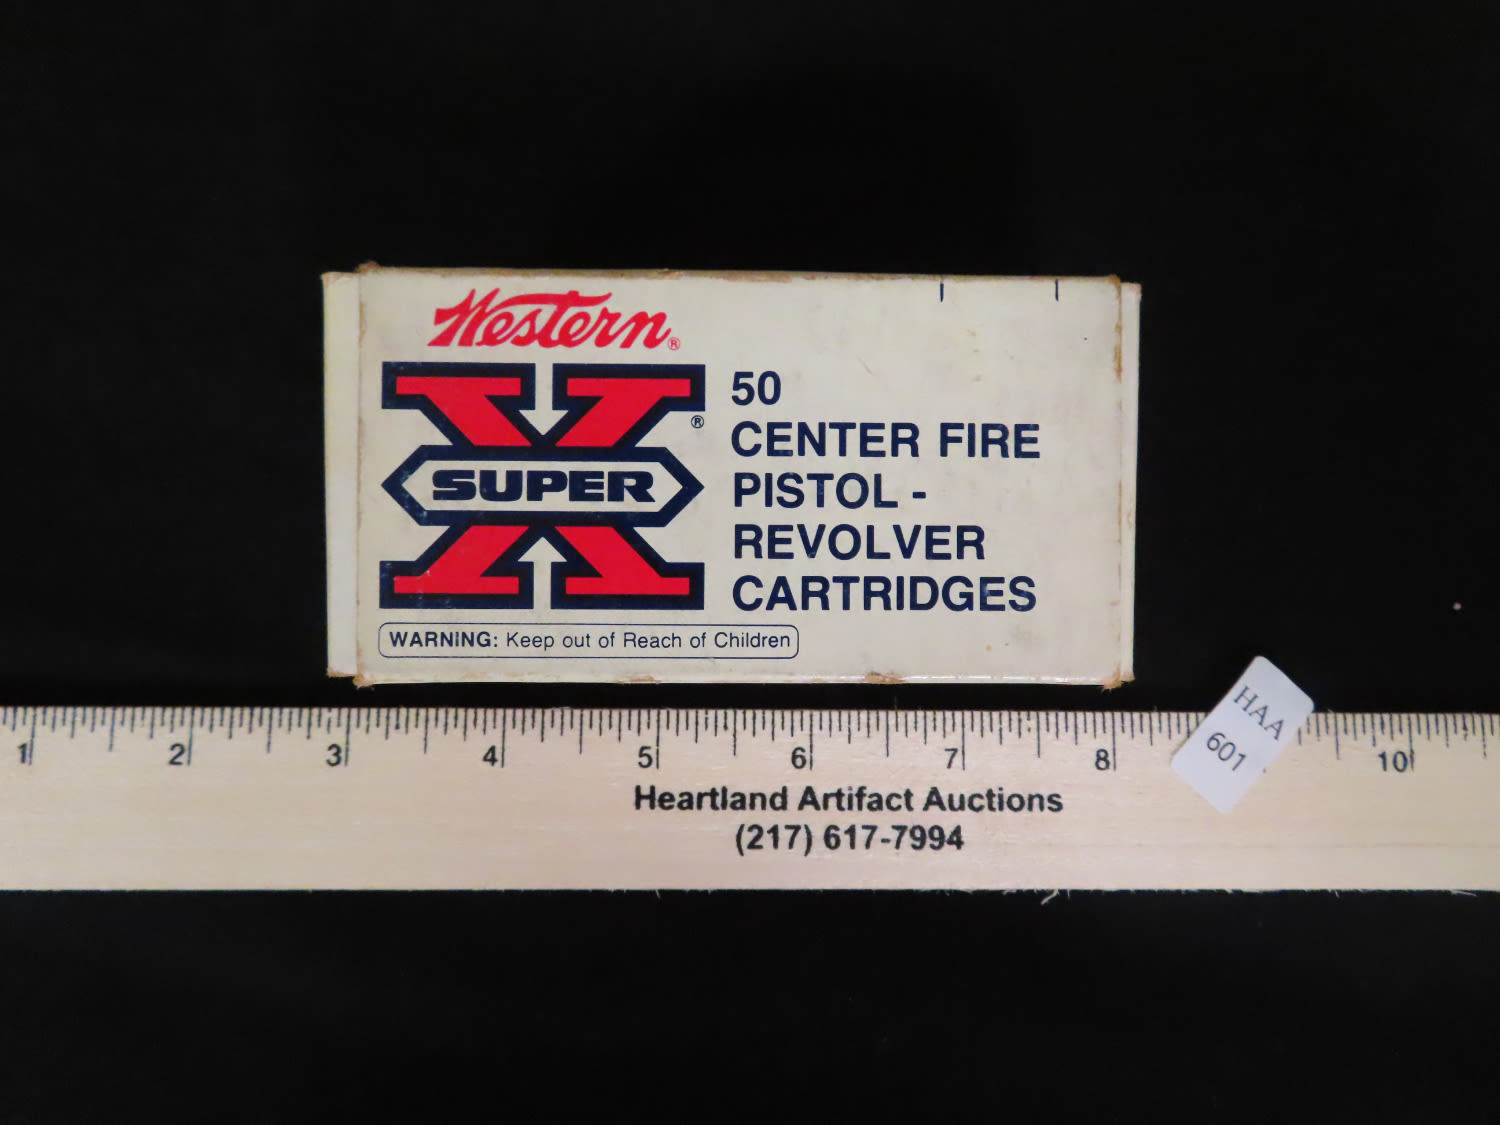 Western®
SUPER X®
50
CENTER FIRE
PISTOL -
REVOLVER
CARTRIDGES
WARNING: Keep out of Reach of Children
HAA
601
1 2 3 4 5 6 7 8 10
Heartland Artifact Auctions
(217) 617-7994